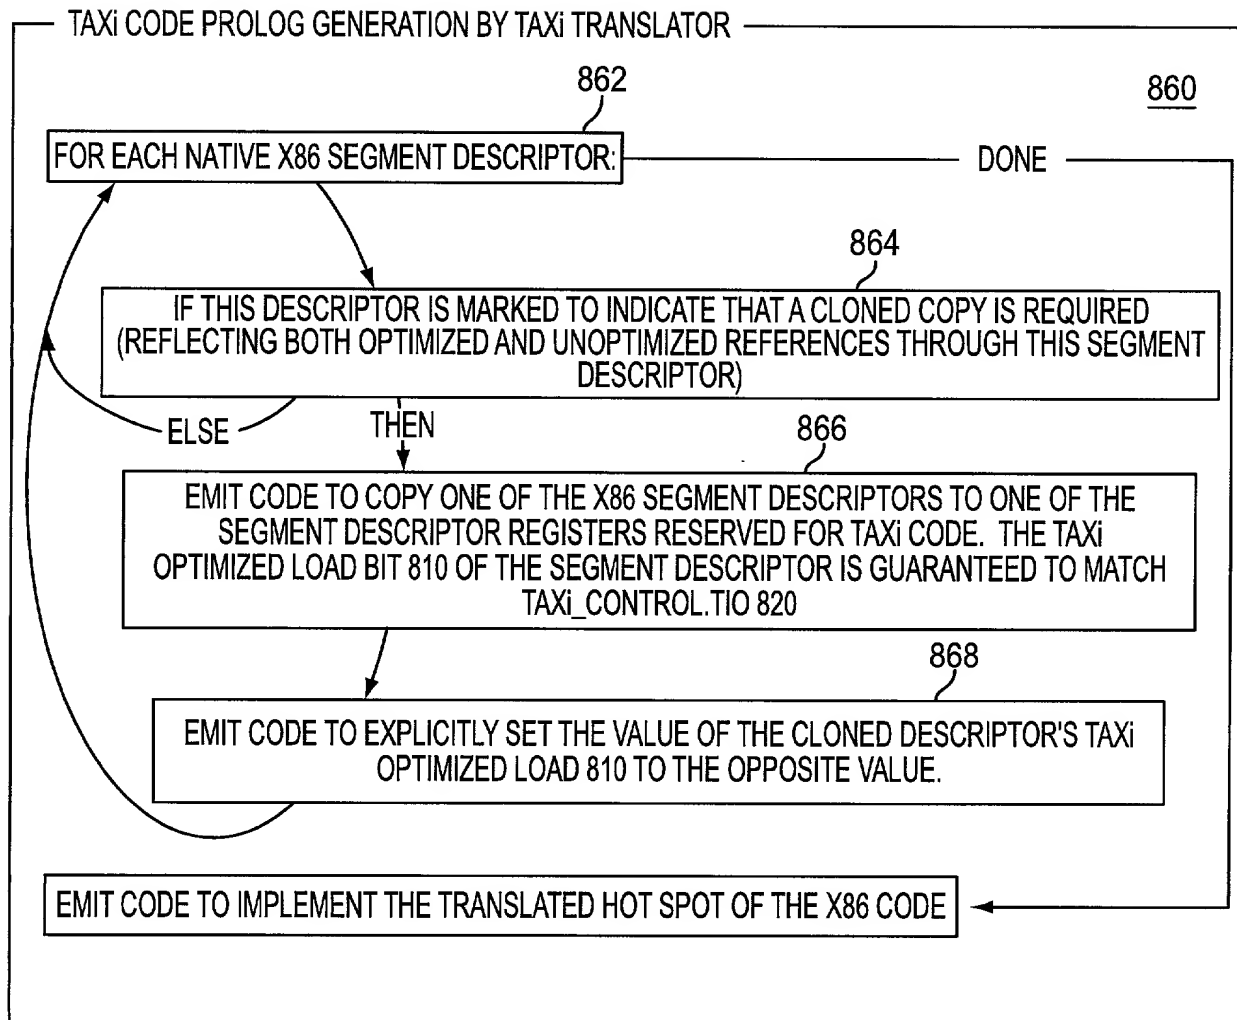 TAXi CODE PROLOG GENERATION BY TAXi TRANSLATOR
862
860
FOR EACH NATIVE X86 SEGMENT DESCRIPTOR:
DONE
864
IF THIS DESCRIPTOR IS MARKED TO INDICATE THAT A CLONED COPY IS REQUIRED
(REFLECTING BOTH OPTIMIZED AND UNOPTIMIZED REFERENCES THROUGH THIS SEGMENT
DESCRIPTOR)
ELSE
THEN
866
EMIT CODE TO COPY ONE OF THE X86 SEGMENT DESCRIPTORS TO ONE OF THE
SEGMENT DESCRIPTOR REGISTERS RESERVED FOR TAXi CODE. THE TAXi
OPTIMIZED LOAD BIT 810 OF THE SEGMENT DESCRIPTOR IS GUARANTEED TO MATCH
TAXi_CONTROL.TIO 820
868
EMIT CODE TO EXPLICITLY SET THE VALUE OF THE CLONED DESCRIPTOR'S TAXi
OPTIMIZED LOAD 810 TO THE OPPOSITE VALUE.
EMIT CODE TO IMPLEMENT THE TRANSLATED HOT SPOT OF THE X86 CODE